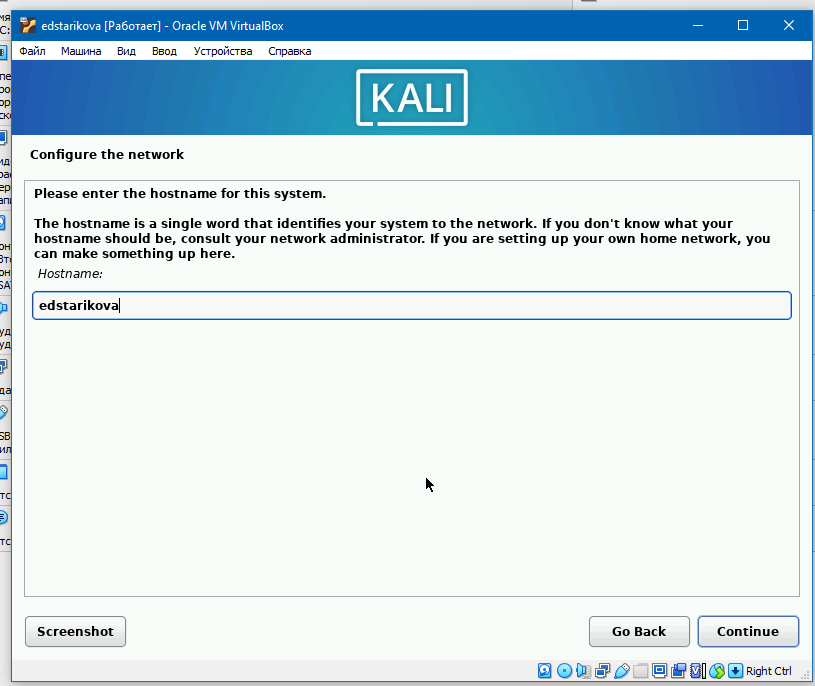 edstarikova [Работает] - Oracle VM VirtualBox
Файл Машина Вид Ввод Устройства Справка
KALI
Configure the network
Please enter the hostname for this system.
The hostname is a single word that identifies your system to the network. If you don't know what your
hostname should be, consult your network administrator. If you are setting up your own home network, you
can make something up here.
Hostname:
edstarikova
Screenshot Go Back Continue
Right Ctrl